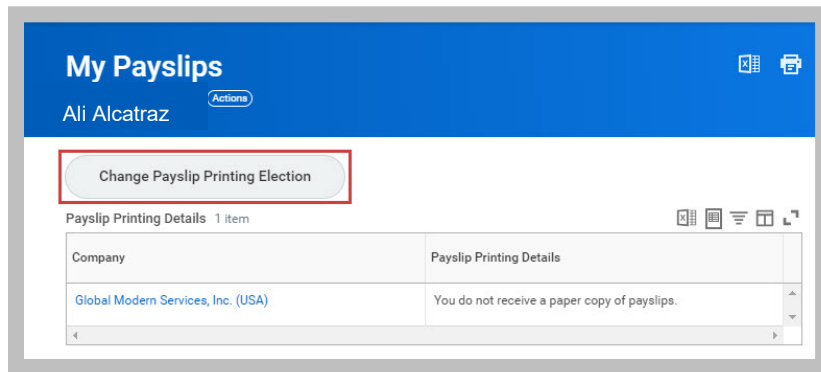 My Payslips
Ali Alcatraz Actions
Change Payslip Printing Election
Payslip Printing Details 1 item
Company Payslip Printing Details
Global Modern Services, Inc. (USA) You do not receive a paper copy of payslips.